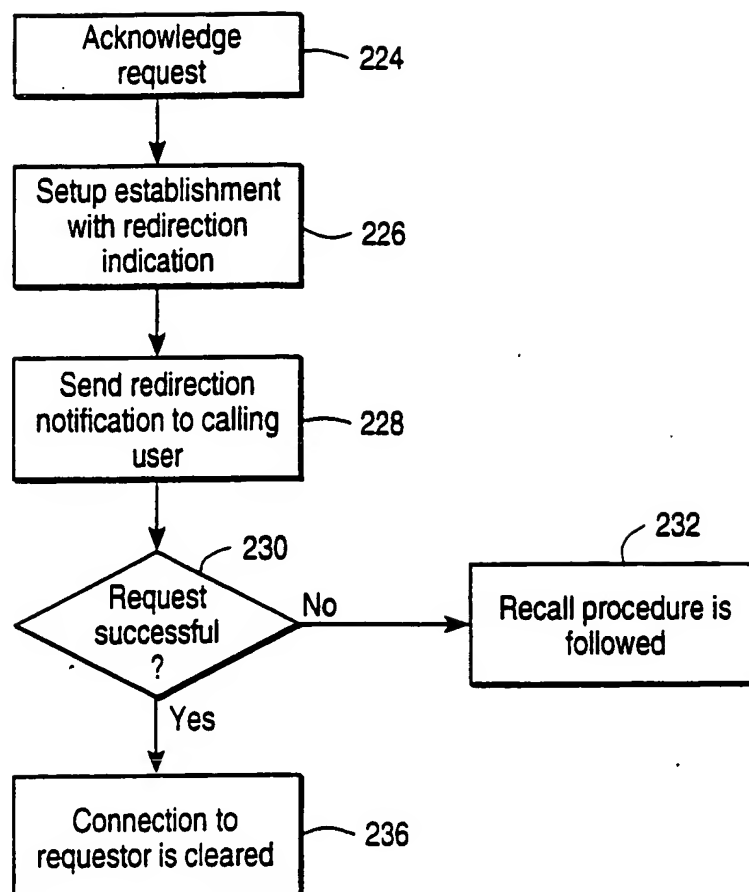 Acknowledge
request
224
Setup establishment
with redirection
indication
226
Send redirection
notification to calling
user
228
230
Request
successful
?
No
232
Recall procedure is
followed
Yes
Connection to
requestor is cleared
236